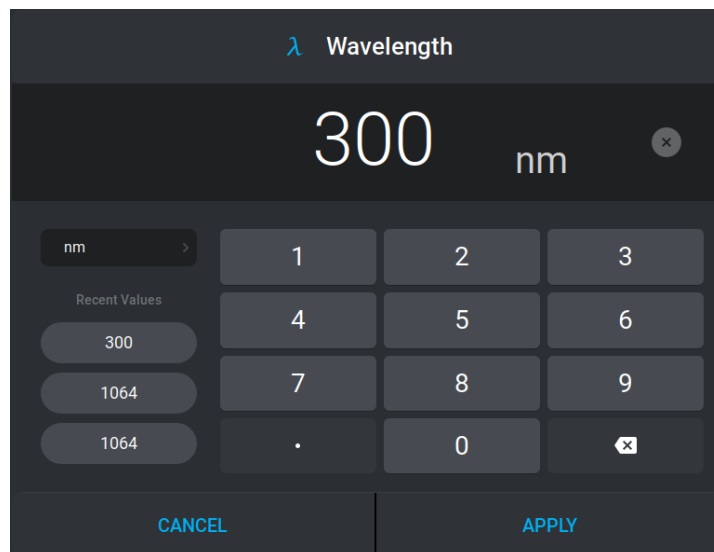 λ Wavelength
300 nm
nm
Recent Values
300
1064
1064
1 2 3
4 5 6
7 8 9
. 0
CANCEL APPLY